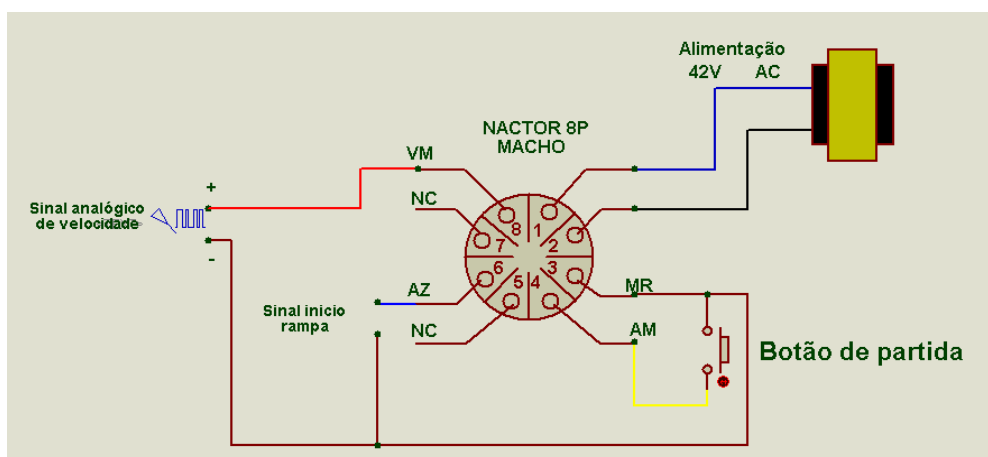 Alimentação
42V AC
NACTOR 8P
MACHO
VM
+
NC
Sinal analógico
de velocidade
-
8 1
7 2
6 3
5 4
AZ
MR
Sinal inicio
rampa
NC
AM
Botão de partida